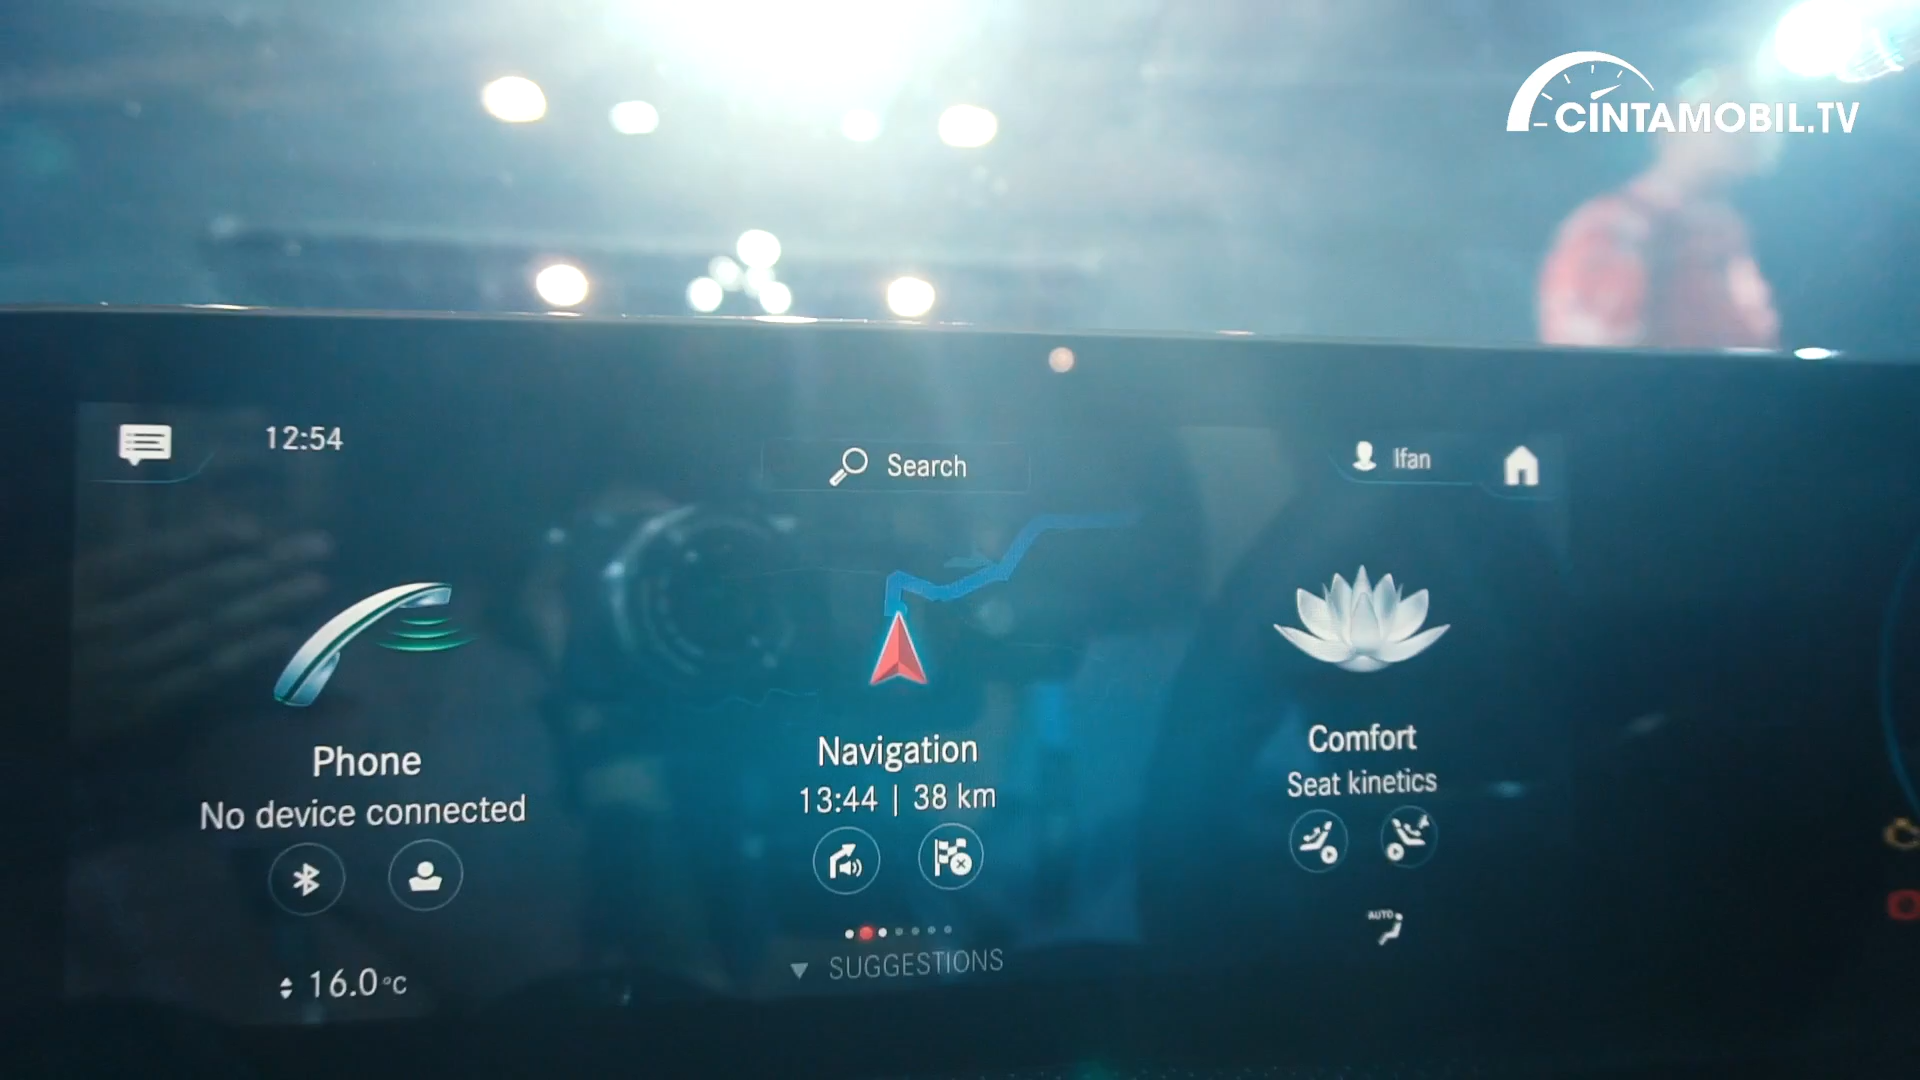 CINTAMOBIL.TV
12:54
Search
Ifan
Phone
No device connected
Navigation
13:44 | 38 km
Comfort
Seat kinetics
AUTO
SUGGESTIONS
16.0°C